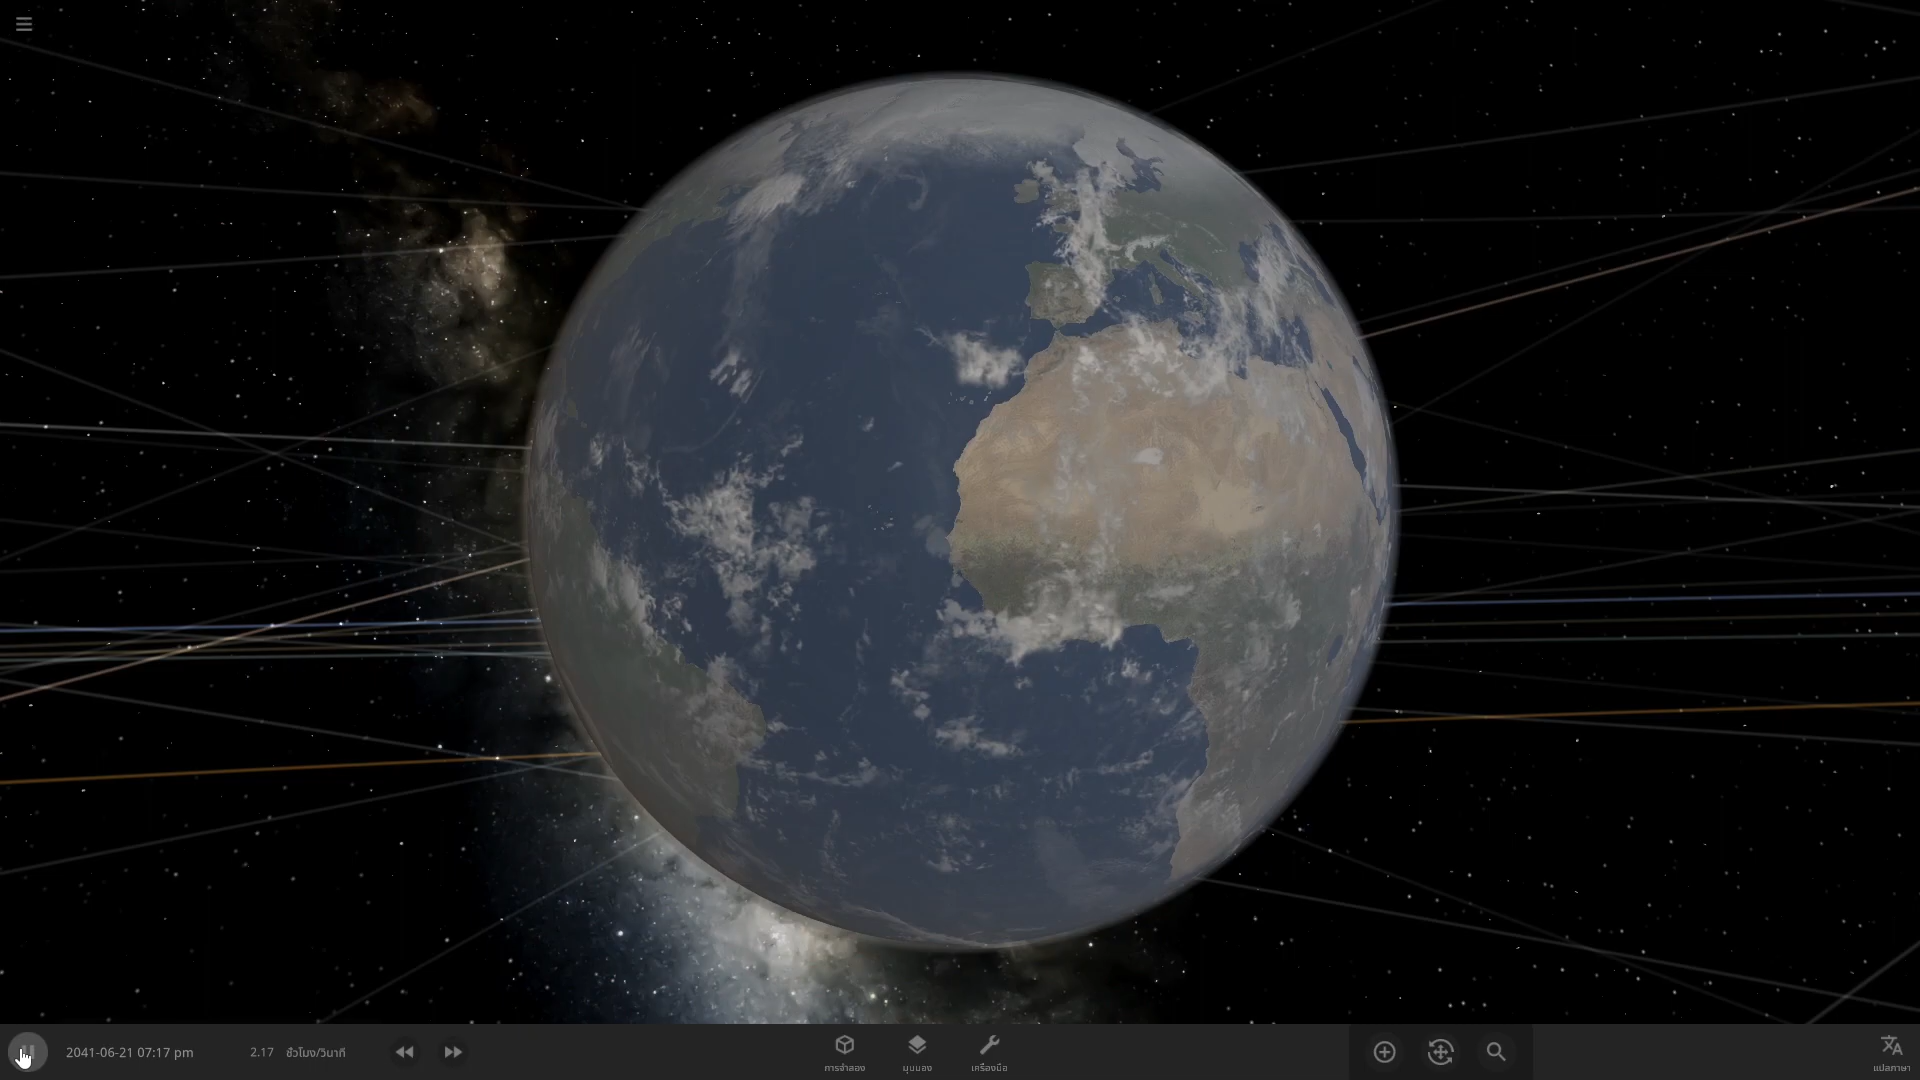 2041-06-21 07:17 pm
2.17 ชั่วโมง/วินาที
การจำลอง
มุมมอง
เครื่องมือ
แปลภาษา